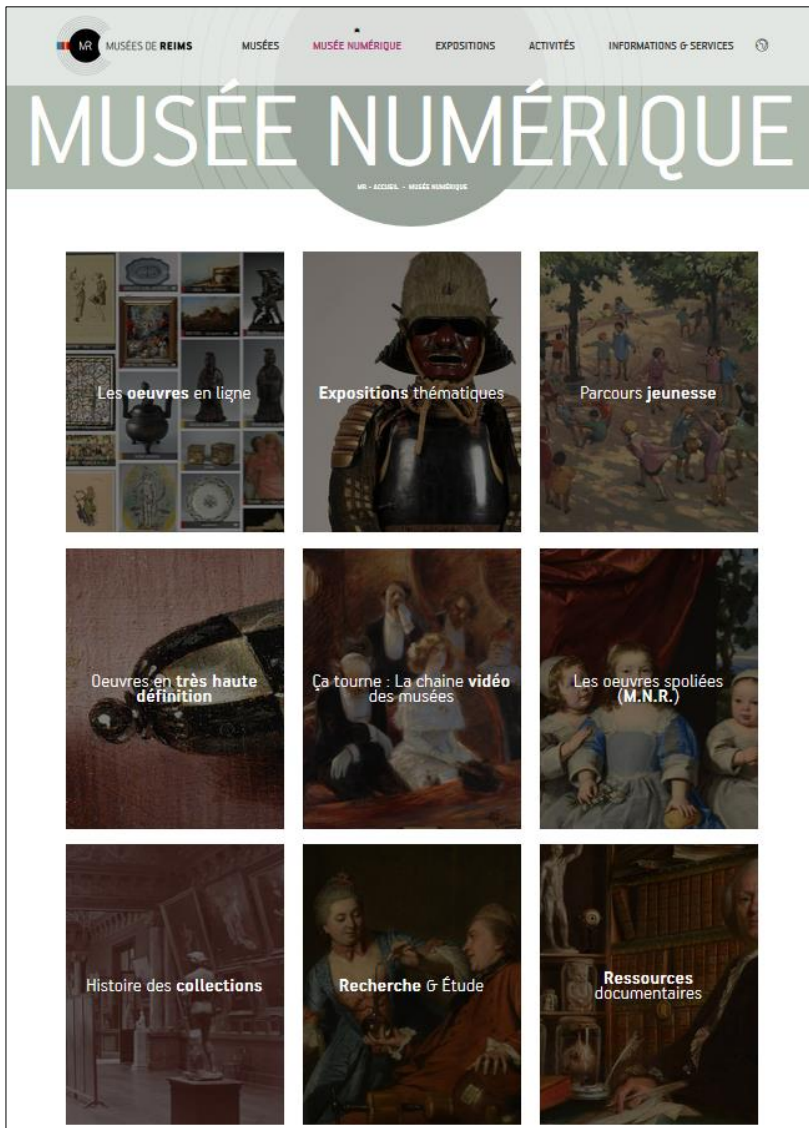 MR MUSÉES DE REIMS MUSÉES MUSÉE NUMÉRIQUE EXPOSITIONS ACTIVITÉS INFORMATIONS & SERVICES
MUSÉE NUMÉRIQUE
MR - ACCUEIL - MUSÉE NUMÉRIQUE
Les oeuvres en ligne
Expositions thématiques
Parcours jeunesse
Oeuvres en très haute
définition
Ça tourne : La chaine vidéo
des musées
Les oeuvres spoliées
(M.N.R.)
Histoire des collections
Recherche & Étude
Ressources
documentaires